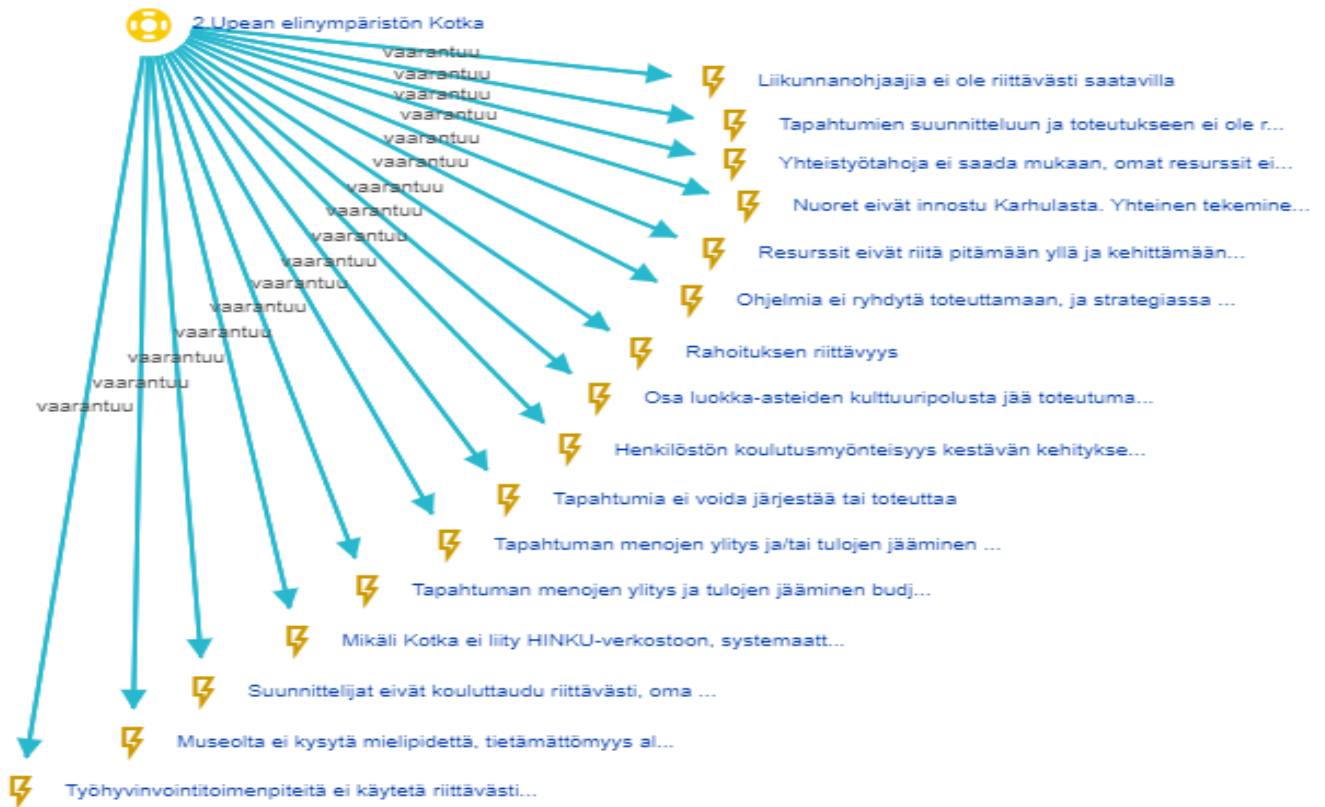 2.Upean elinympäristön Kotka
vaarantuu
Liikunnanohjaajia ei ole riittävästi saatavilla
vaarantuu
vaarantuu
vaarantuu
Tapahtumien suunnitteluun ja toteutukseen ei ole r...
vaarantuu
vaarantuu
Yhteistyötahoja ei saada mukaan, omat resurssit ei...
vaarantuu
Nuoret eivät innostu Karhulasta. Yhteinen tekemine...
vaarantuu
vaarantuu
Resurssit eivät riitä pitämään yllä ja kehittämään...
vaarantuu
vaarantuu
Ohjelmia ei ryhdytä toteuttamaan, ja strategiassa ...
vaarantuu
vaarantuu
Rahoituksen riittävyys
vaarantuu
vaarantuu
Osa luokka-asteiden kulttuuripolusta jää toteutuma...
vaarantuu
Henkilöstön koulutusmyönteisyys kestävän kehitykse...
Tapahtumia ei voida järjestää tai toteuttaa
Tapahtuman menojen ylitys ja/tai tulojen jääminen ...
Tapahtuman menojen ylitys ja tulojen jääminen budj...
Mikäli Kotka ei liity HINKU-verkostoon, systemaatt...
Suunnittelijat eivät kouluttaudu riittävästi, oma ...
Museolta ei kysytä mielipidettä, tietämättömyys al...
Työhyvinvointitoimenpiteitä ei käytetä riittävästi...